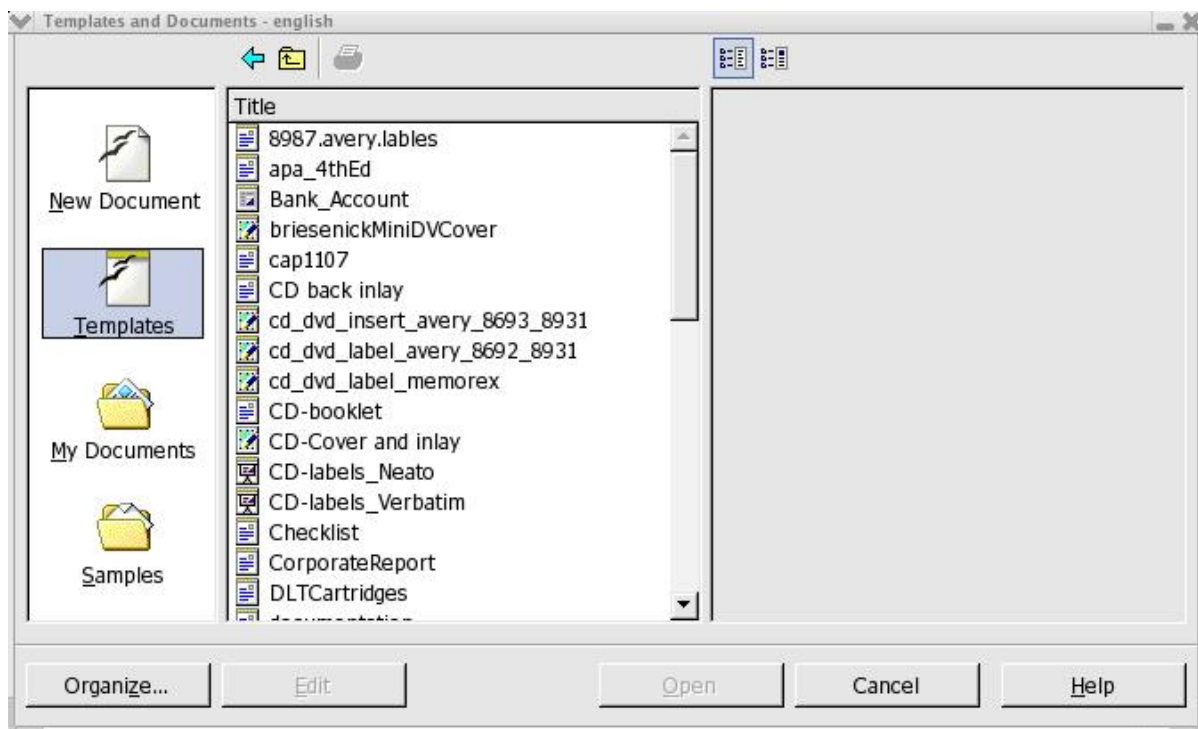 Templates and Documents - english
New Document
Templates
My Documents
Samples
Title
8987.avery.lables
apa_4thEd
Bank_Account
briesenickMiniDVCover
cap1107
CD back inlay
cd_dvd_insert_avery_8693_8931
cd_dvd_label_avery_8692_8931
cd_dvd_label_memorex
CD-booklet
CD-Cover and inlay
CD-labels_Neato
CD-labels_Verbatim
Checklist
CorporateReport
DLTCartridges
documentation
Organize...
Edit
Open
Cancel
Help